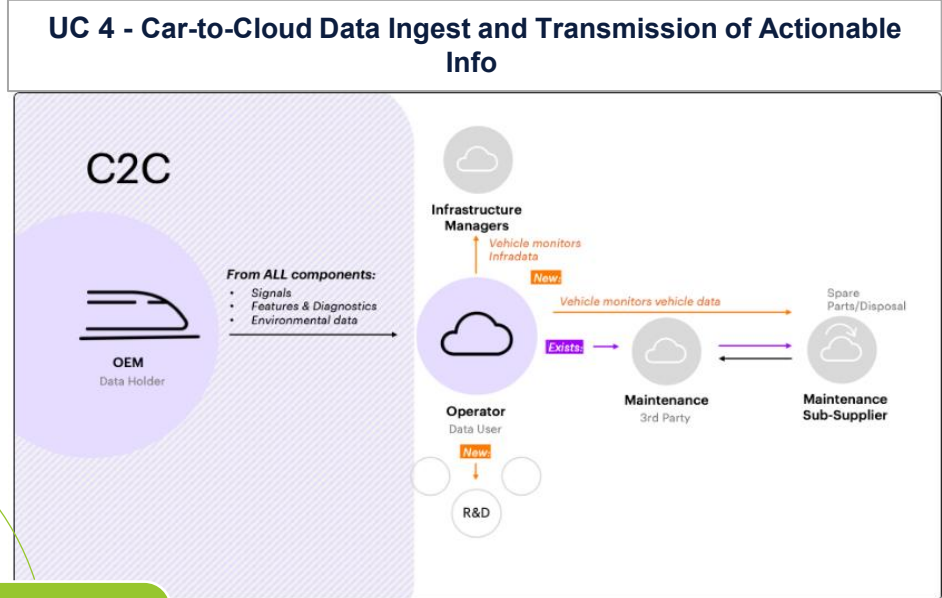 UC 4 - Car-to-Cloud Data Ingest and Transmission of Actionable
Info
C2C
From ALL components:
• Signals
• Features & Diagnostics
• Environmental data
OEM
Data Holder
Infrastructure
Managers
Vehicle monitors
Infradata
New:
Vehicle monitors vehicle data
Spare
Parts/Disposal
Exists:
Operator
Data User
Maintenance
3rd Party
Maintenance
Sub-Supplier
New:
R&D